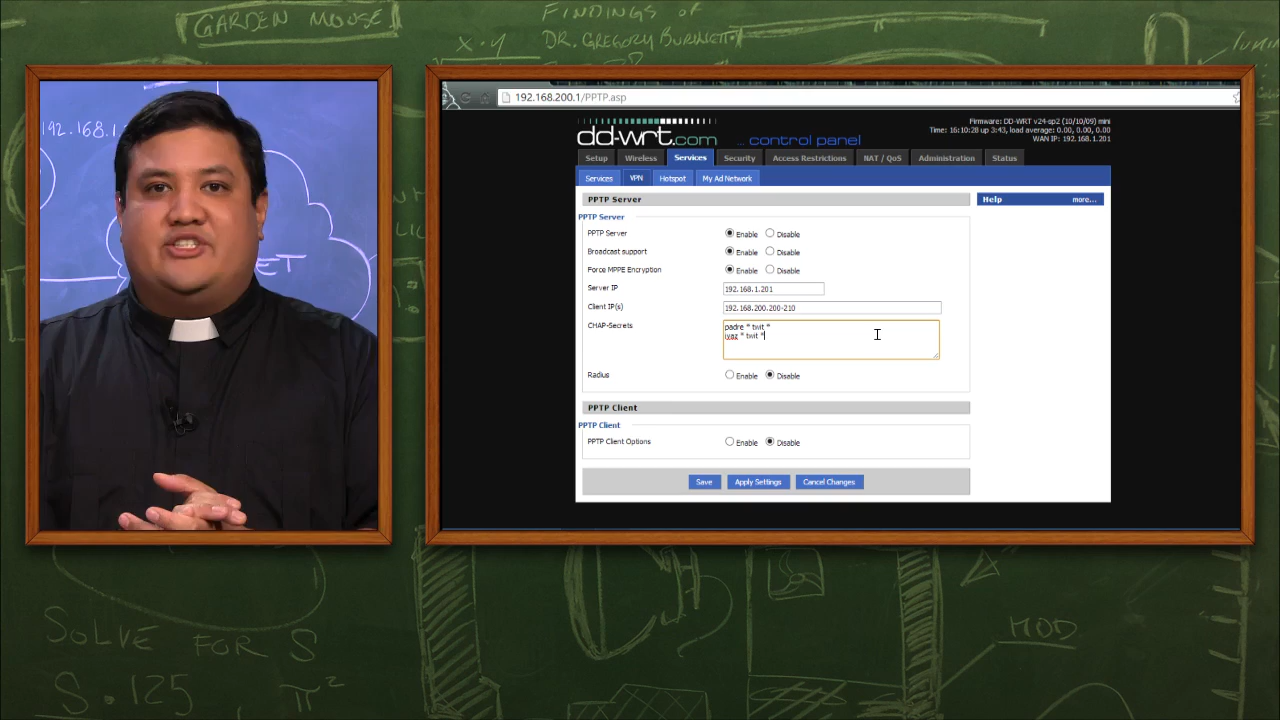 GARDEN MOUSE
FINDINGS of
DR. GREGORY BURNETT
X·Y
192.168.1
ET
192.168.200.1/PPTP.asp
Firmware: DD-WRT v24-sp2 (10/10/09) mini
Time: 16:10:28 up 3:43, load average: 0.00, 0.00, 0.00
WAN IP: 192.168.1.201
dd-wrt.com ... control panel
Setup Wireless Services Security Access Restrictions NAT / QoS Administration Status
Services VPN Hotspot My Ad Network
PPTP Server
Help more...
PPTP Server
PPTP Server Enable Disable
Broadcast support Enable Disable
Force MPPE Encryption Enable Disable
Server IP 192.168.1.201
Client IP(s) 192.168.200.200-210
CHAP-Secrets padre * twit *
iyaz * twit *
Radius Enable Disable
PPTP Client
PPTP Client
PPTP Client Options Enable Disable
Save Apply Settings Cancel Changes
SOLVE FOR S
S·125 π²
MOD